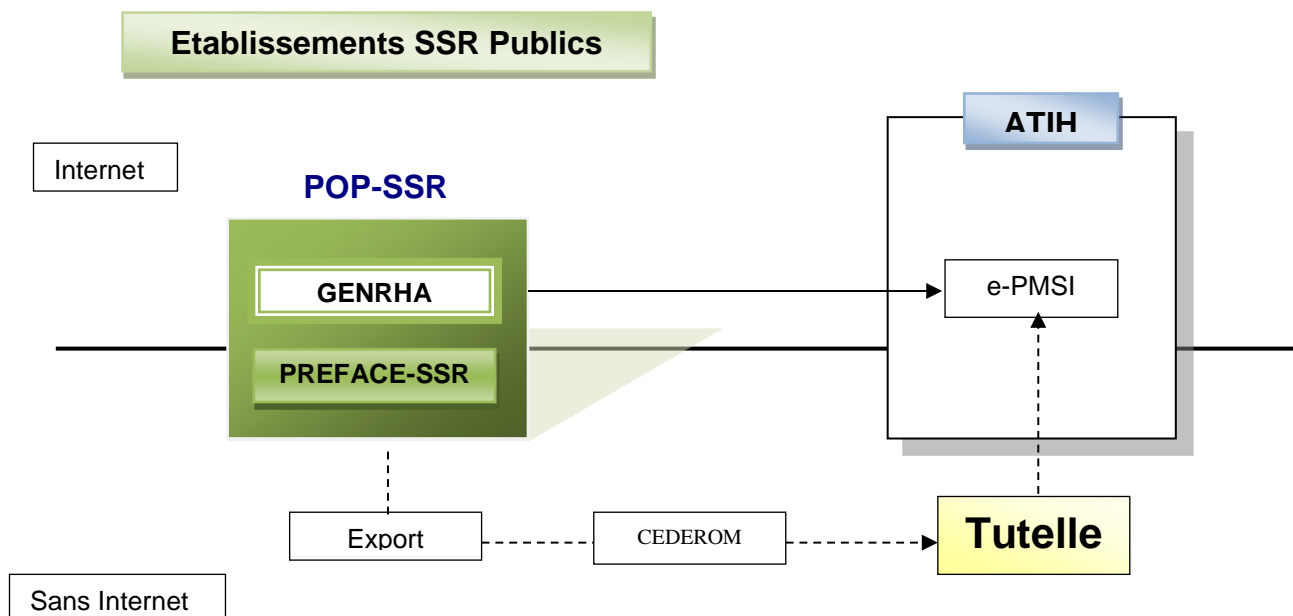 Etablissements SSR Publics
ATIH
Internet
POP-SSR
GENRHA
e-PMSI
PREFACE-SSR
Export
CEDEROM
Tutelle
Sans Internet